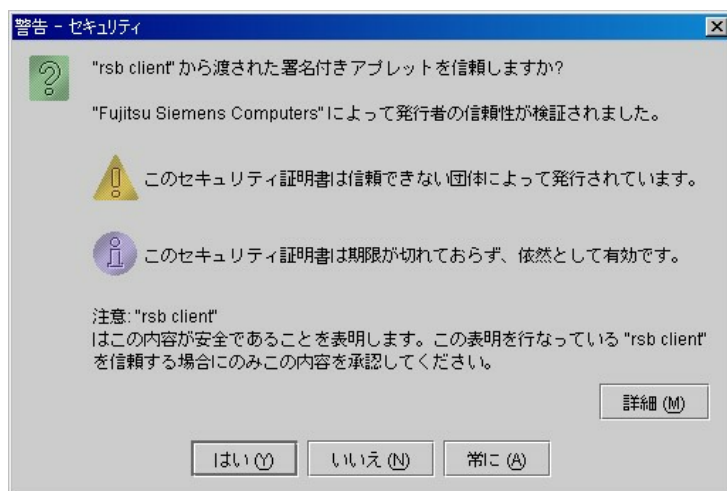 警告 - セキュリティ
"rsb client" から渡された署名付きアプレットを信頼しますか?
"Fujitsu Siemens Computers" によって発行者の信頼性が検証されました。
このセキュリティ証明書は信頼できない団体によって発行されています。
このセキュリティ証明書は期限が切れておらず、依然として有効です。
注意: "rsb client"
はこの内容が安全であることを表明します。この表明を行なっている "rsb client"
を信頼する場合にのみこの内容を承認してください。
詳細 (M)
はい (Y) いいえ (N) 常に (A)